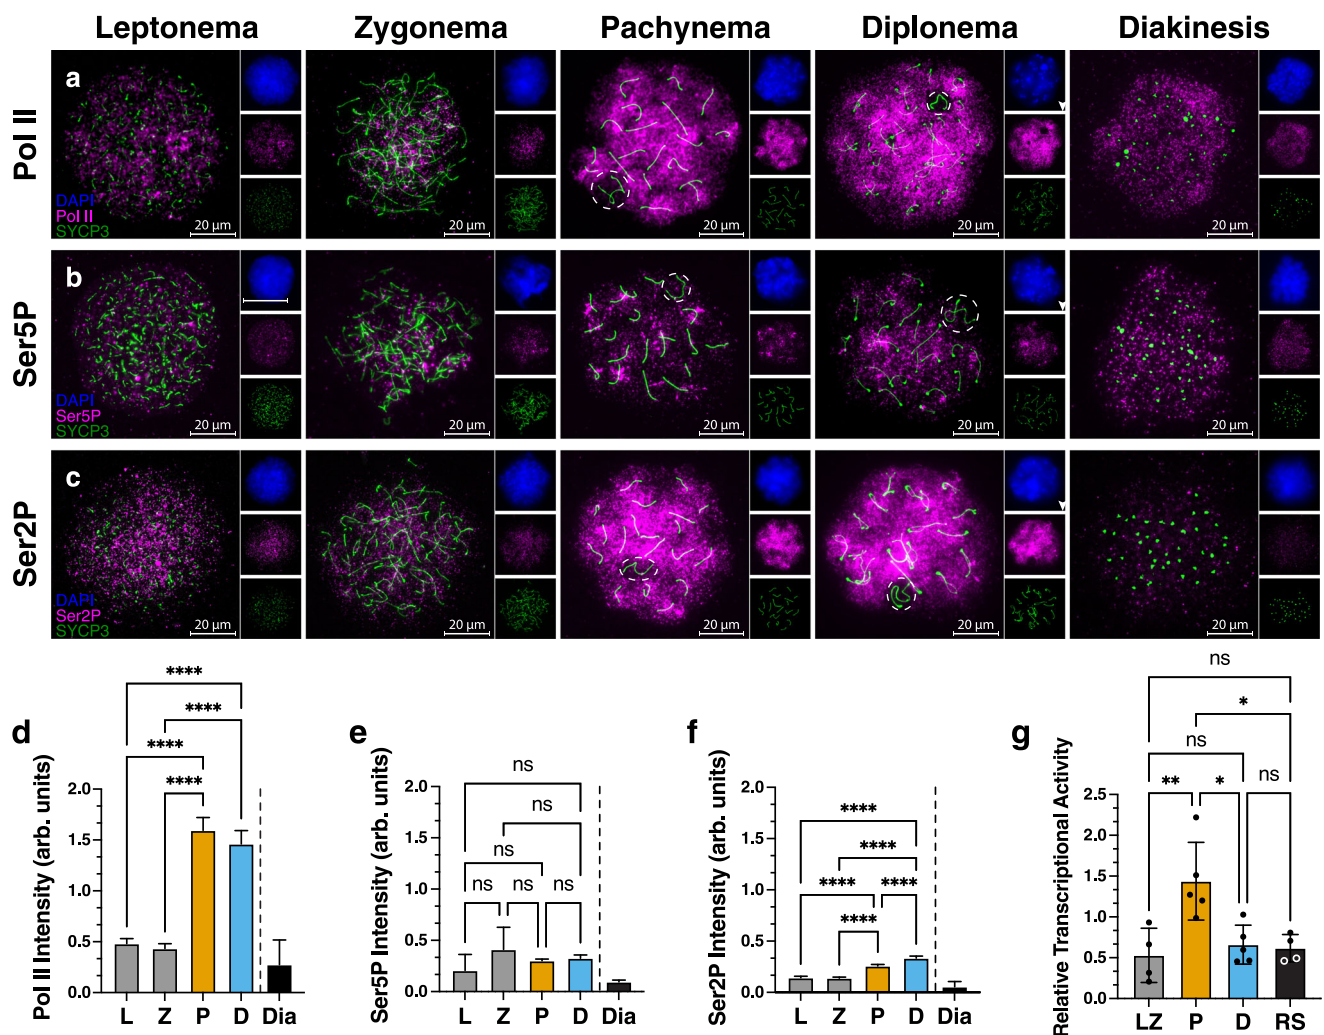 Leptonema Zygonema Pachynema Diplonema Diakinesis
Pol II
a
DAPI
Pol II
SYCP3
20 µm 20 µm 20 µm 20 µm 20 µm
Ser5P
b
DAPI
Ser5P
SYCP3
20 µm 20 µm 20 µm 20 µm 20 µm
Ser2P
c
DAPI
Ser2P
SYCP3
20 µm 20 µm 20 µm 20 µm 20 µm
d
Pol II Intensity (arb. units)
****
****
****
****
2.0
1.5
1.0
0.5
0.0
L Z P D Dia
e
Ser5P Intensity (arb. units)
ns
ns
ns
ns ns ns
2.0
1.5
1.0
0.5
0.0
L Z P D Dia
f
Ser2P Intensity (arb. units)
****
****
**** ****
****
2.0
1.5
1.0
0.5
0.0
L Z P D Dia
g
Relative Transcriptional Activity
ns
*
ns
** * ns
2.5
2.0
1.5
1.0
0.5
0.0
LZ P D RS